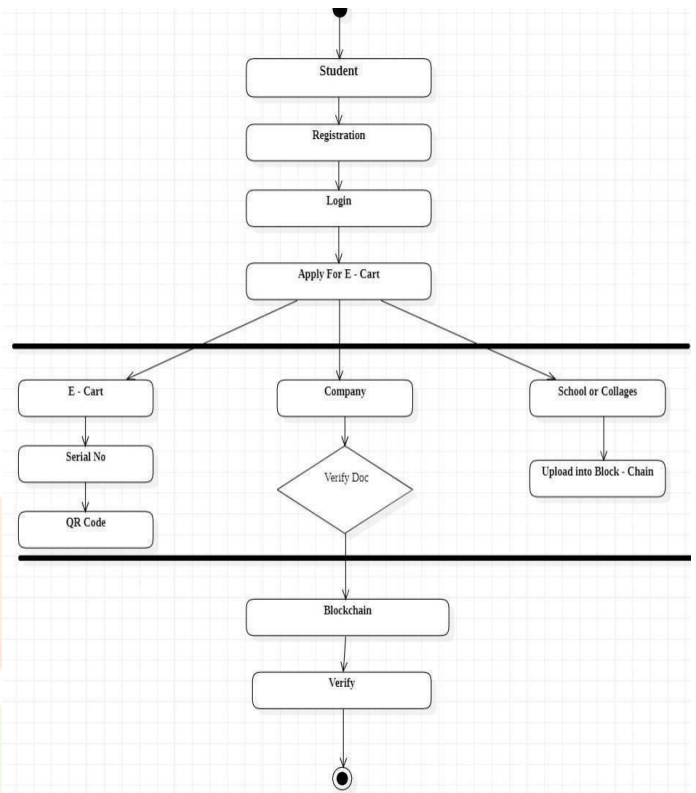 Student
Registration
Login
Apply For E - Cart
E - Cart
Company
School or Collages
Serial No
Verify Doc
Upload into Block - Chain
QR Code
Blockchain
Verify